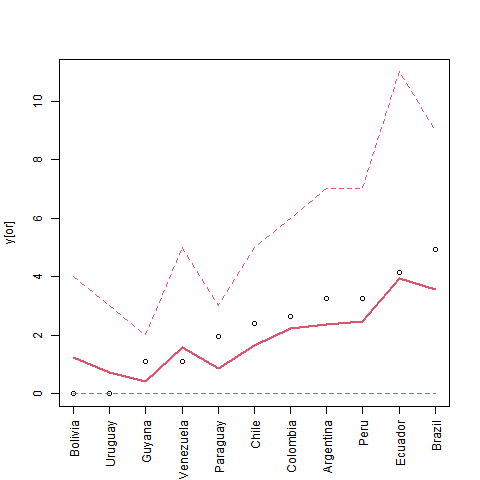 y[or]
10
8
6
4
2
0
Bolivia
Uruguay
Guyana
Venezuela
Paraguay
Chile
Colombia
Argentina
Peru
Ecuador
Brazil